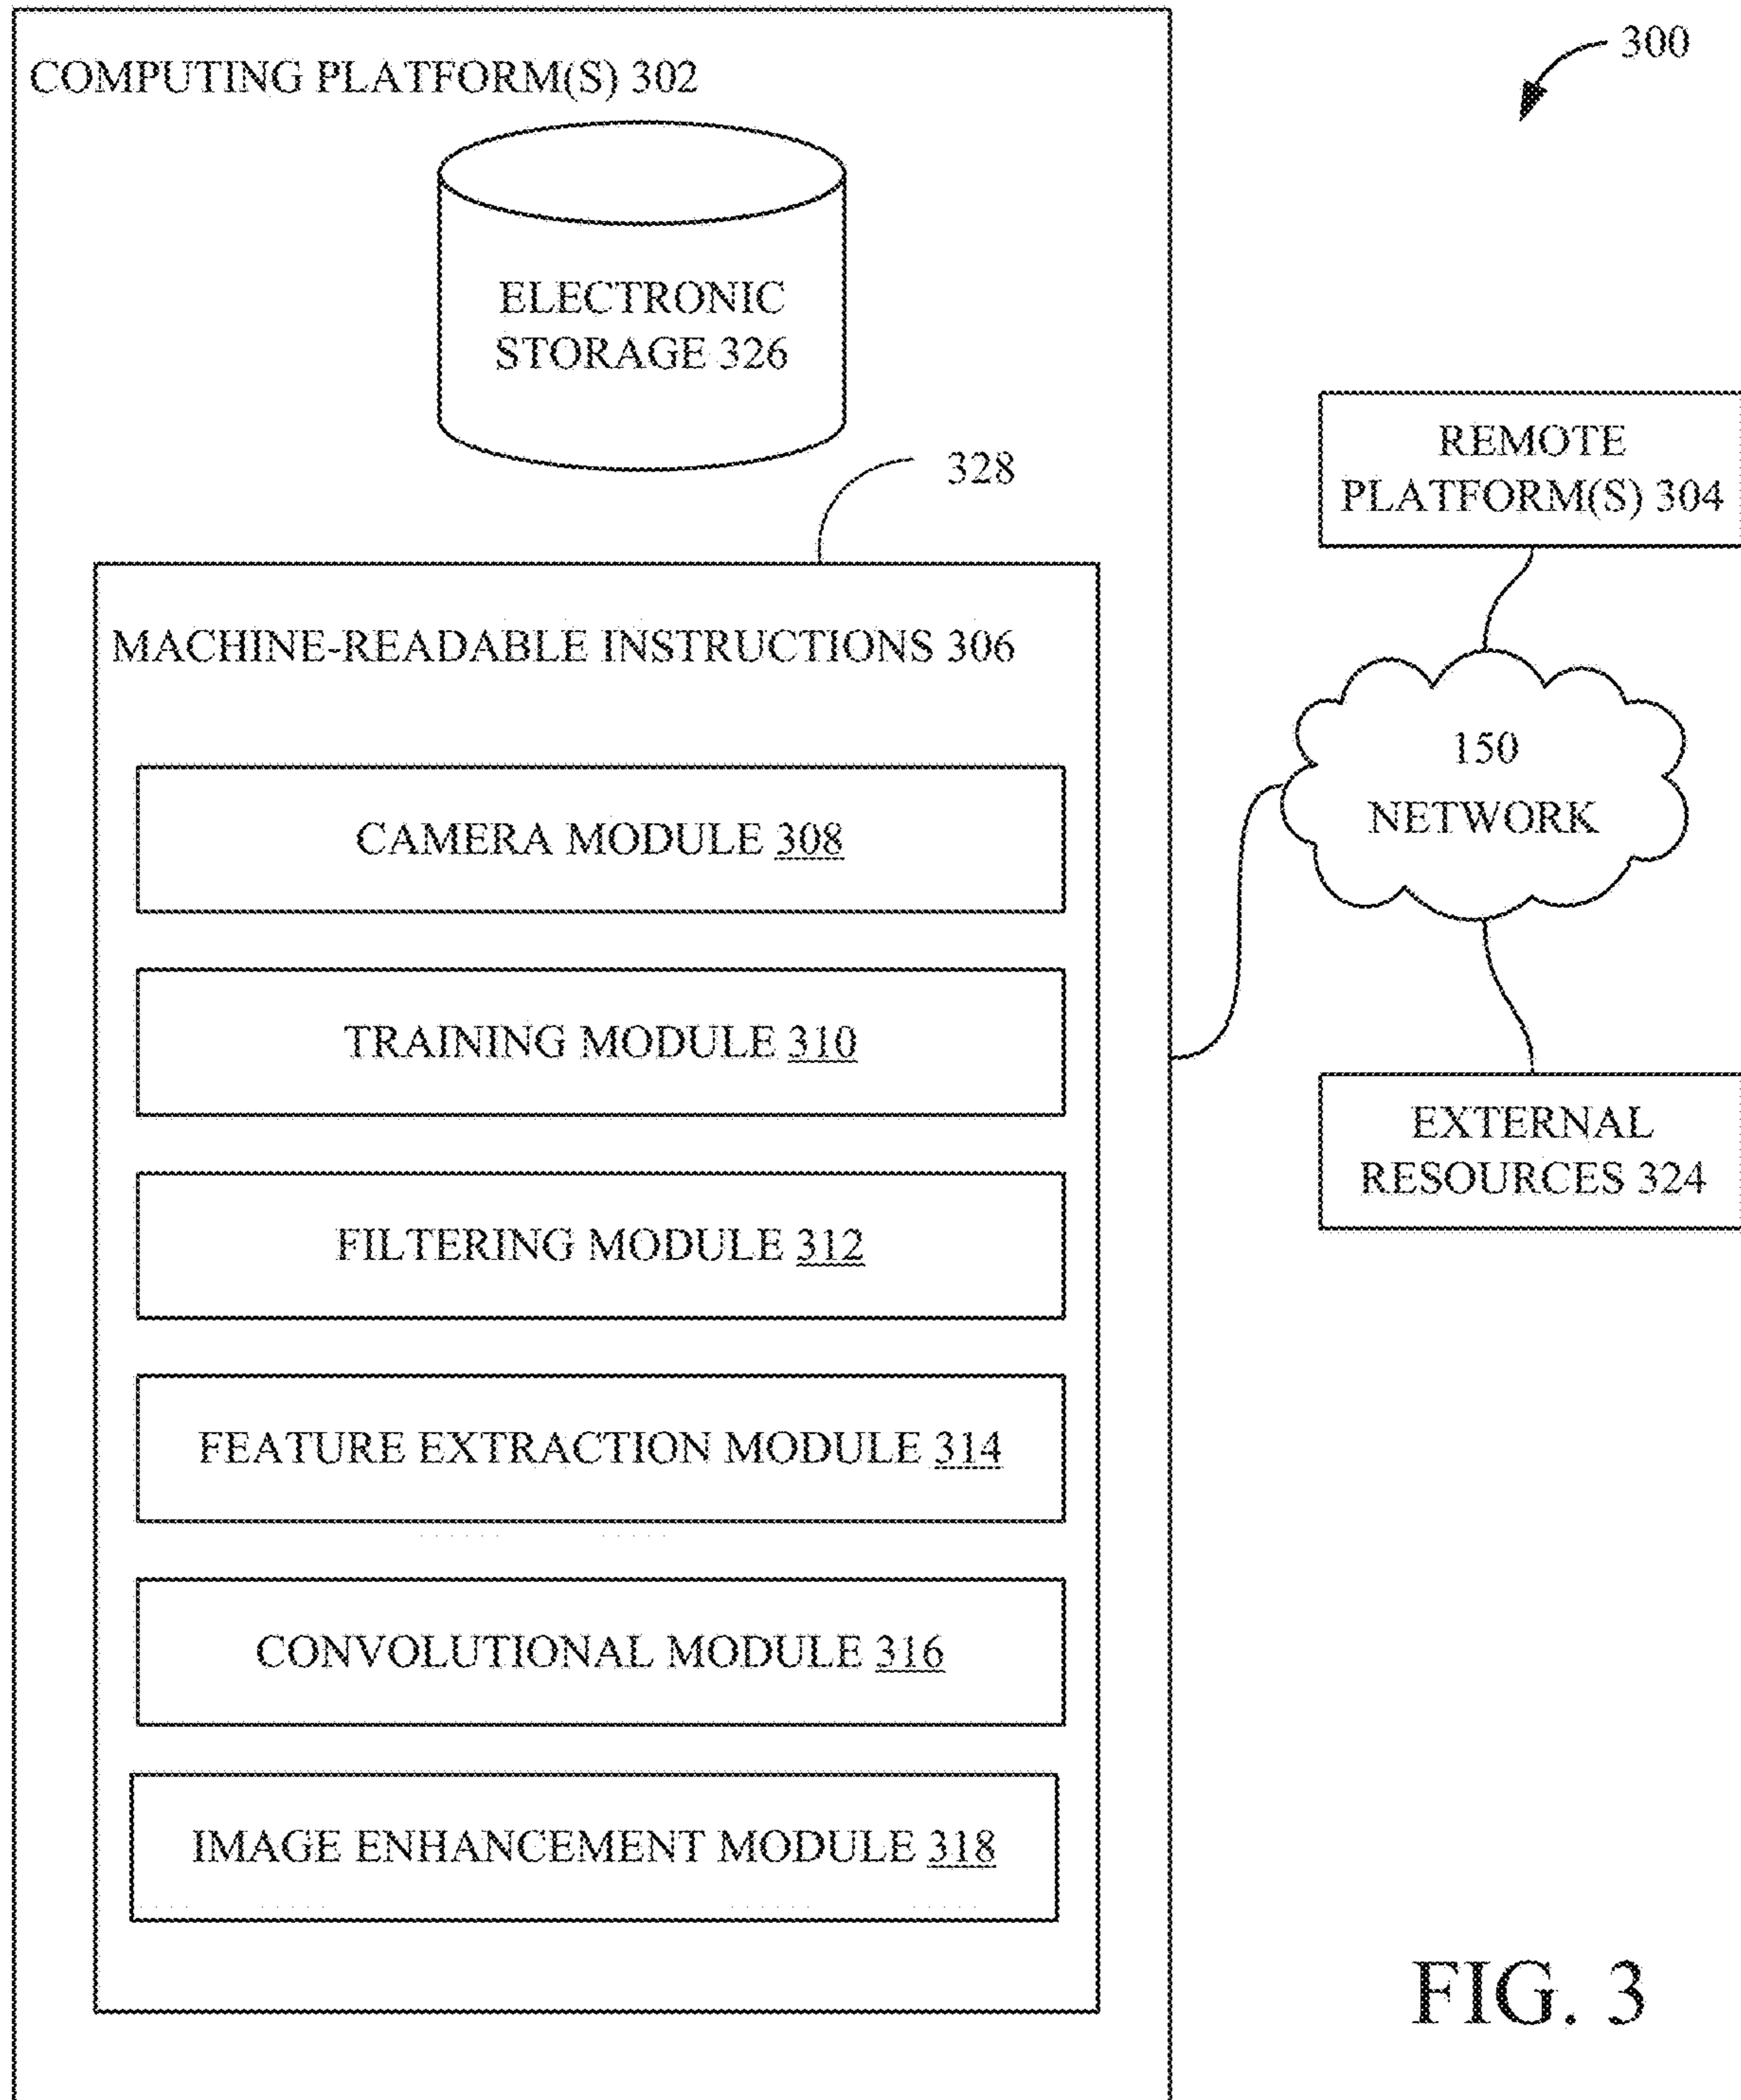 300
COMPUTING PLATFORM(S) 302
ELECTRONIC
STORAGE 326
328
REMOTE
PLATFORM(S) 304
MACHINE-READABLE INSTRUCTIONS 306
150
NETWORK
CAMERA MODULE 308
TRAINING MODULE 310
EXTERNAL
RESOURCES 324
FILTERING MODULE 312
FEATURE EXTRACTION MODULE 314
CONVOLUTIONAL MODULE 316
IMAGE ENHANCEMENT MODULE 318
FIG. 3